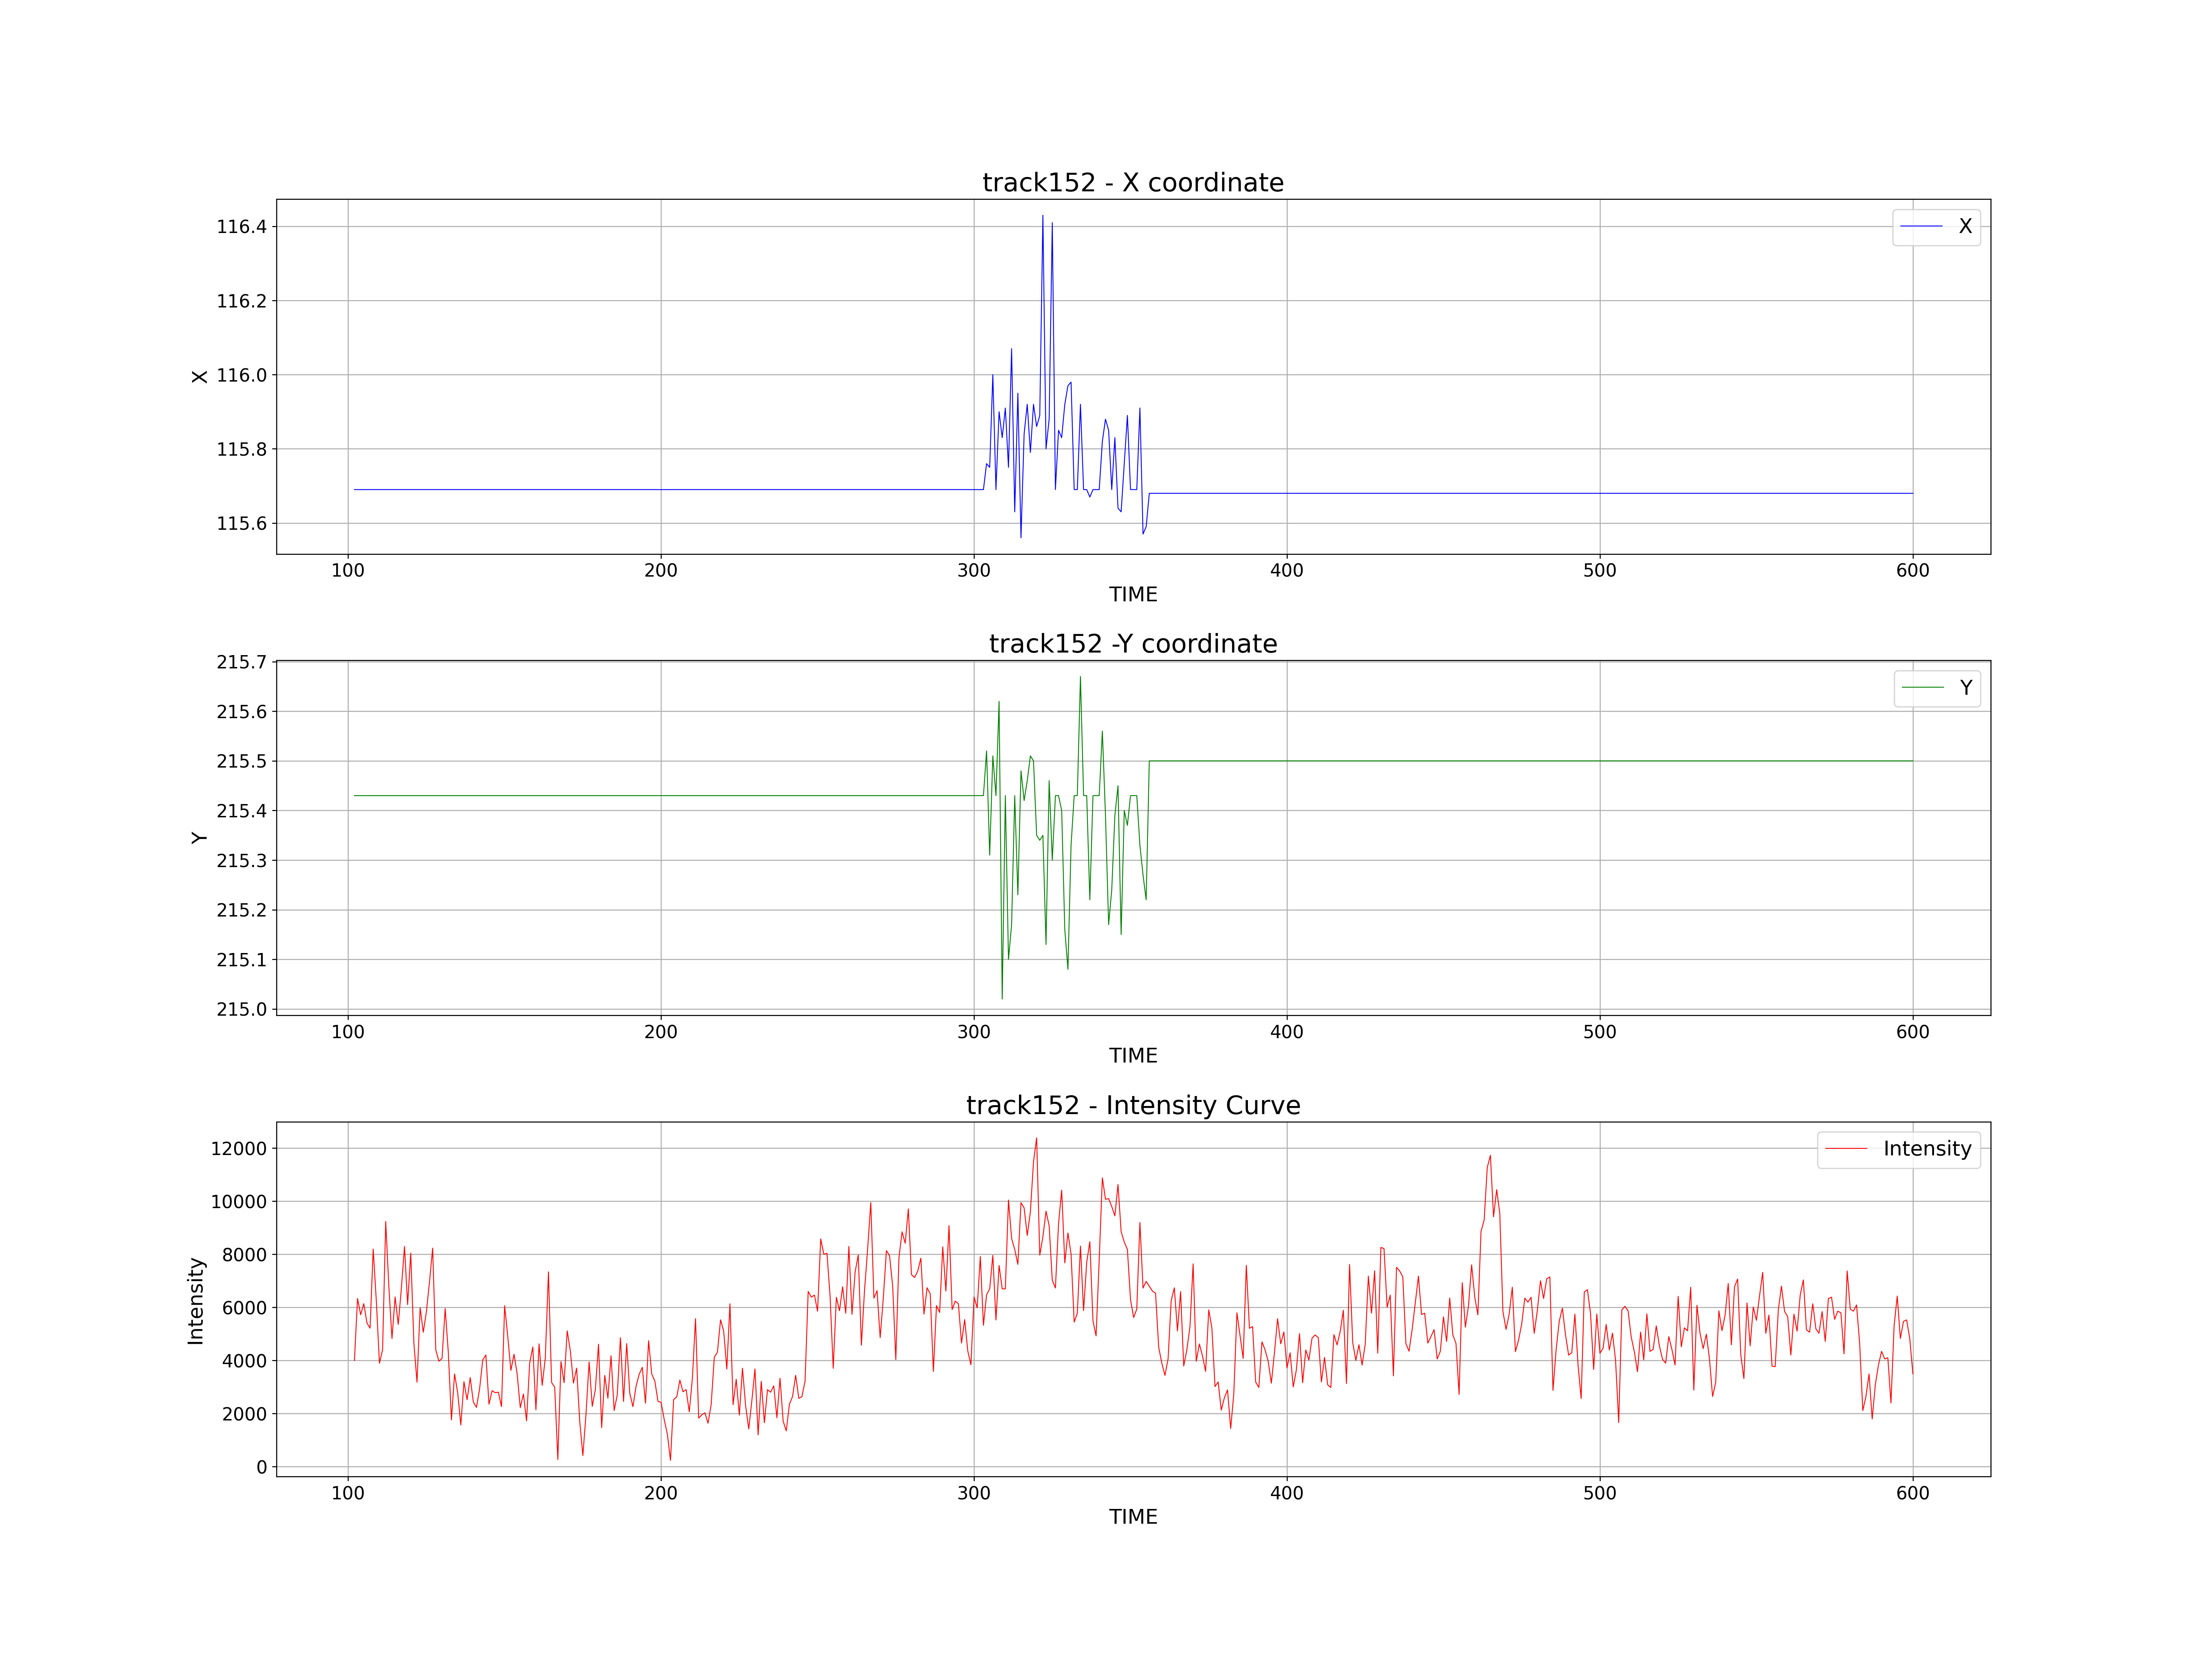 track152 - X coordinate
X
116.4
116.2
116.0
115.8
115.6
X
100 200 300 400 500 600
TIME
track152 -Y coordinate
Y
215.7
215.6
215.5
215.4
215.3
215.2
215.1
215.0
Y
100 200 300 400 500 600
TIME
track152 - Intensity Curve
Intensity
12000
10000
8000
6000
4000
2000
0
Intensity
100 200 300 400 500 600
TIME